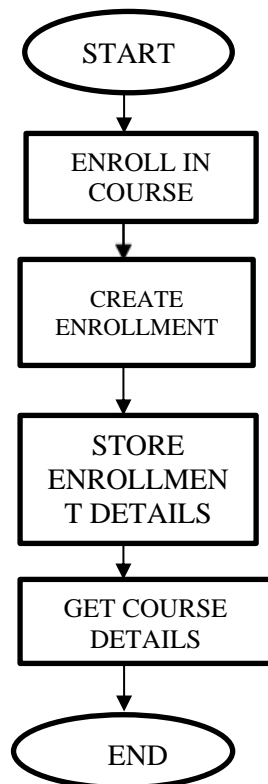 START
ENROLL IN
COURSE
CREATE
ENROLLMENT
STORE
ENROLLMEN
T DETAILS
GET COURSE
DETAILS
END